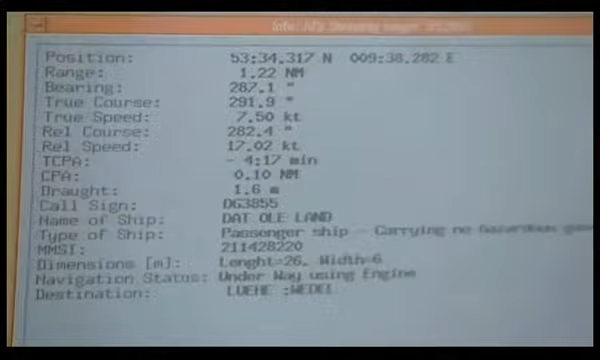 Position: 53:34.317 N 009:38.282 E
Range: 1.22 NM
Bearing: 287.1 °
True Course: 291.9 °
True Speed: 7.50 kt
Rel Course: 282.4 °
Rel Speed: 17.02 kt
TCPA: - 4:17 min
CPA: 0.10 NM
Draught: 1.6 m
Call Sign: DG3855
Name of Ship: DAT OLE LAND
Type of Ship: Passenger ship - Carrying no hazardous
MMSI: 211428220
Dimensions [m]: Lenght=26, Width=6
Navigation Status: Under Way using Engine
Destination: LUEHE :WEDEL